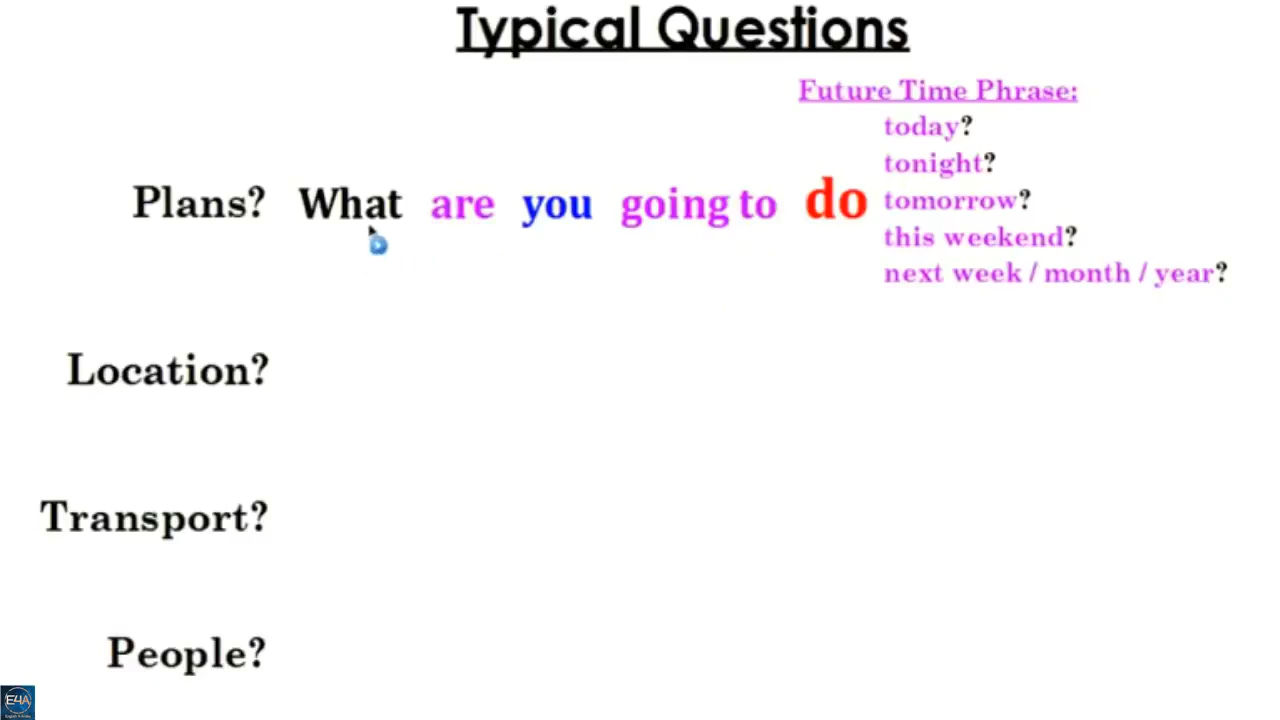 Typical Questions
Future Time Phrase:
today?
tonight?
Plans? What are you going to do tomorrow?
this weekend?
next week / month / year?
Location?
Transport?
People?
E4A